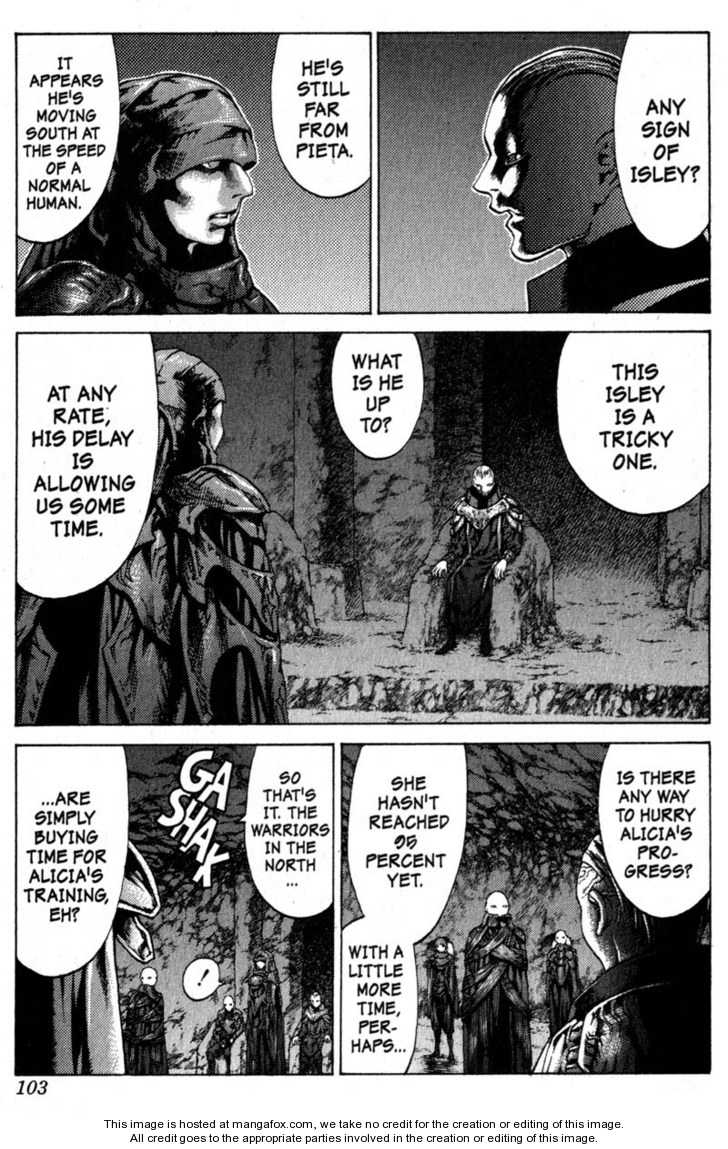 ANY
SIGN
OF
ISLEY?
HE'S
STILL
FAR
FROM
PIETA.
IT
APPEARS
HE'S
MOVING
SOUTH AT
THE SPEED
OF A
NORMAL
HUMAN.
THIS
ISLEY
IS A
TRICKY
ONE.
WHAT
IS HE
UP
TO?
AT ANY
RATE,
HIS DELAY
IS
ALLOWING
US SOME
TIME.
IS THERE
ANY WAY
TO HURRY
ALICIA'S
PRO-
GRESS?
SHE
HASN'T
REACHED
95
PERCENT
YET.
WITH A
LITTLE
MORE
TIME,
PER-
HAPS...
SO
THAT'S
IT. THE
WARRIORS
IN THE
NORTH
...
GA
SHAK
!
...ARE
SIMPLY
BUYING
TIME FOR
ALICIA'S
TRAINING,
EH?
103
This image is hosted at mangafox.com, we take no credit for the creation or editing of this image.
All credit goes to the appropriate parties involved in the creation or editing of this image.